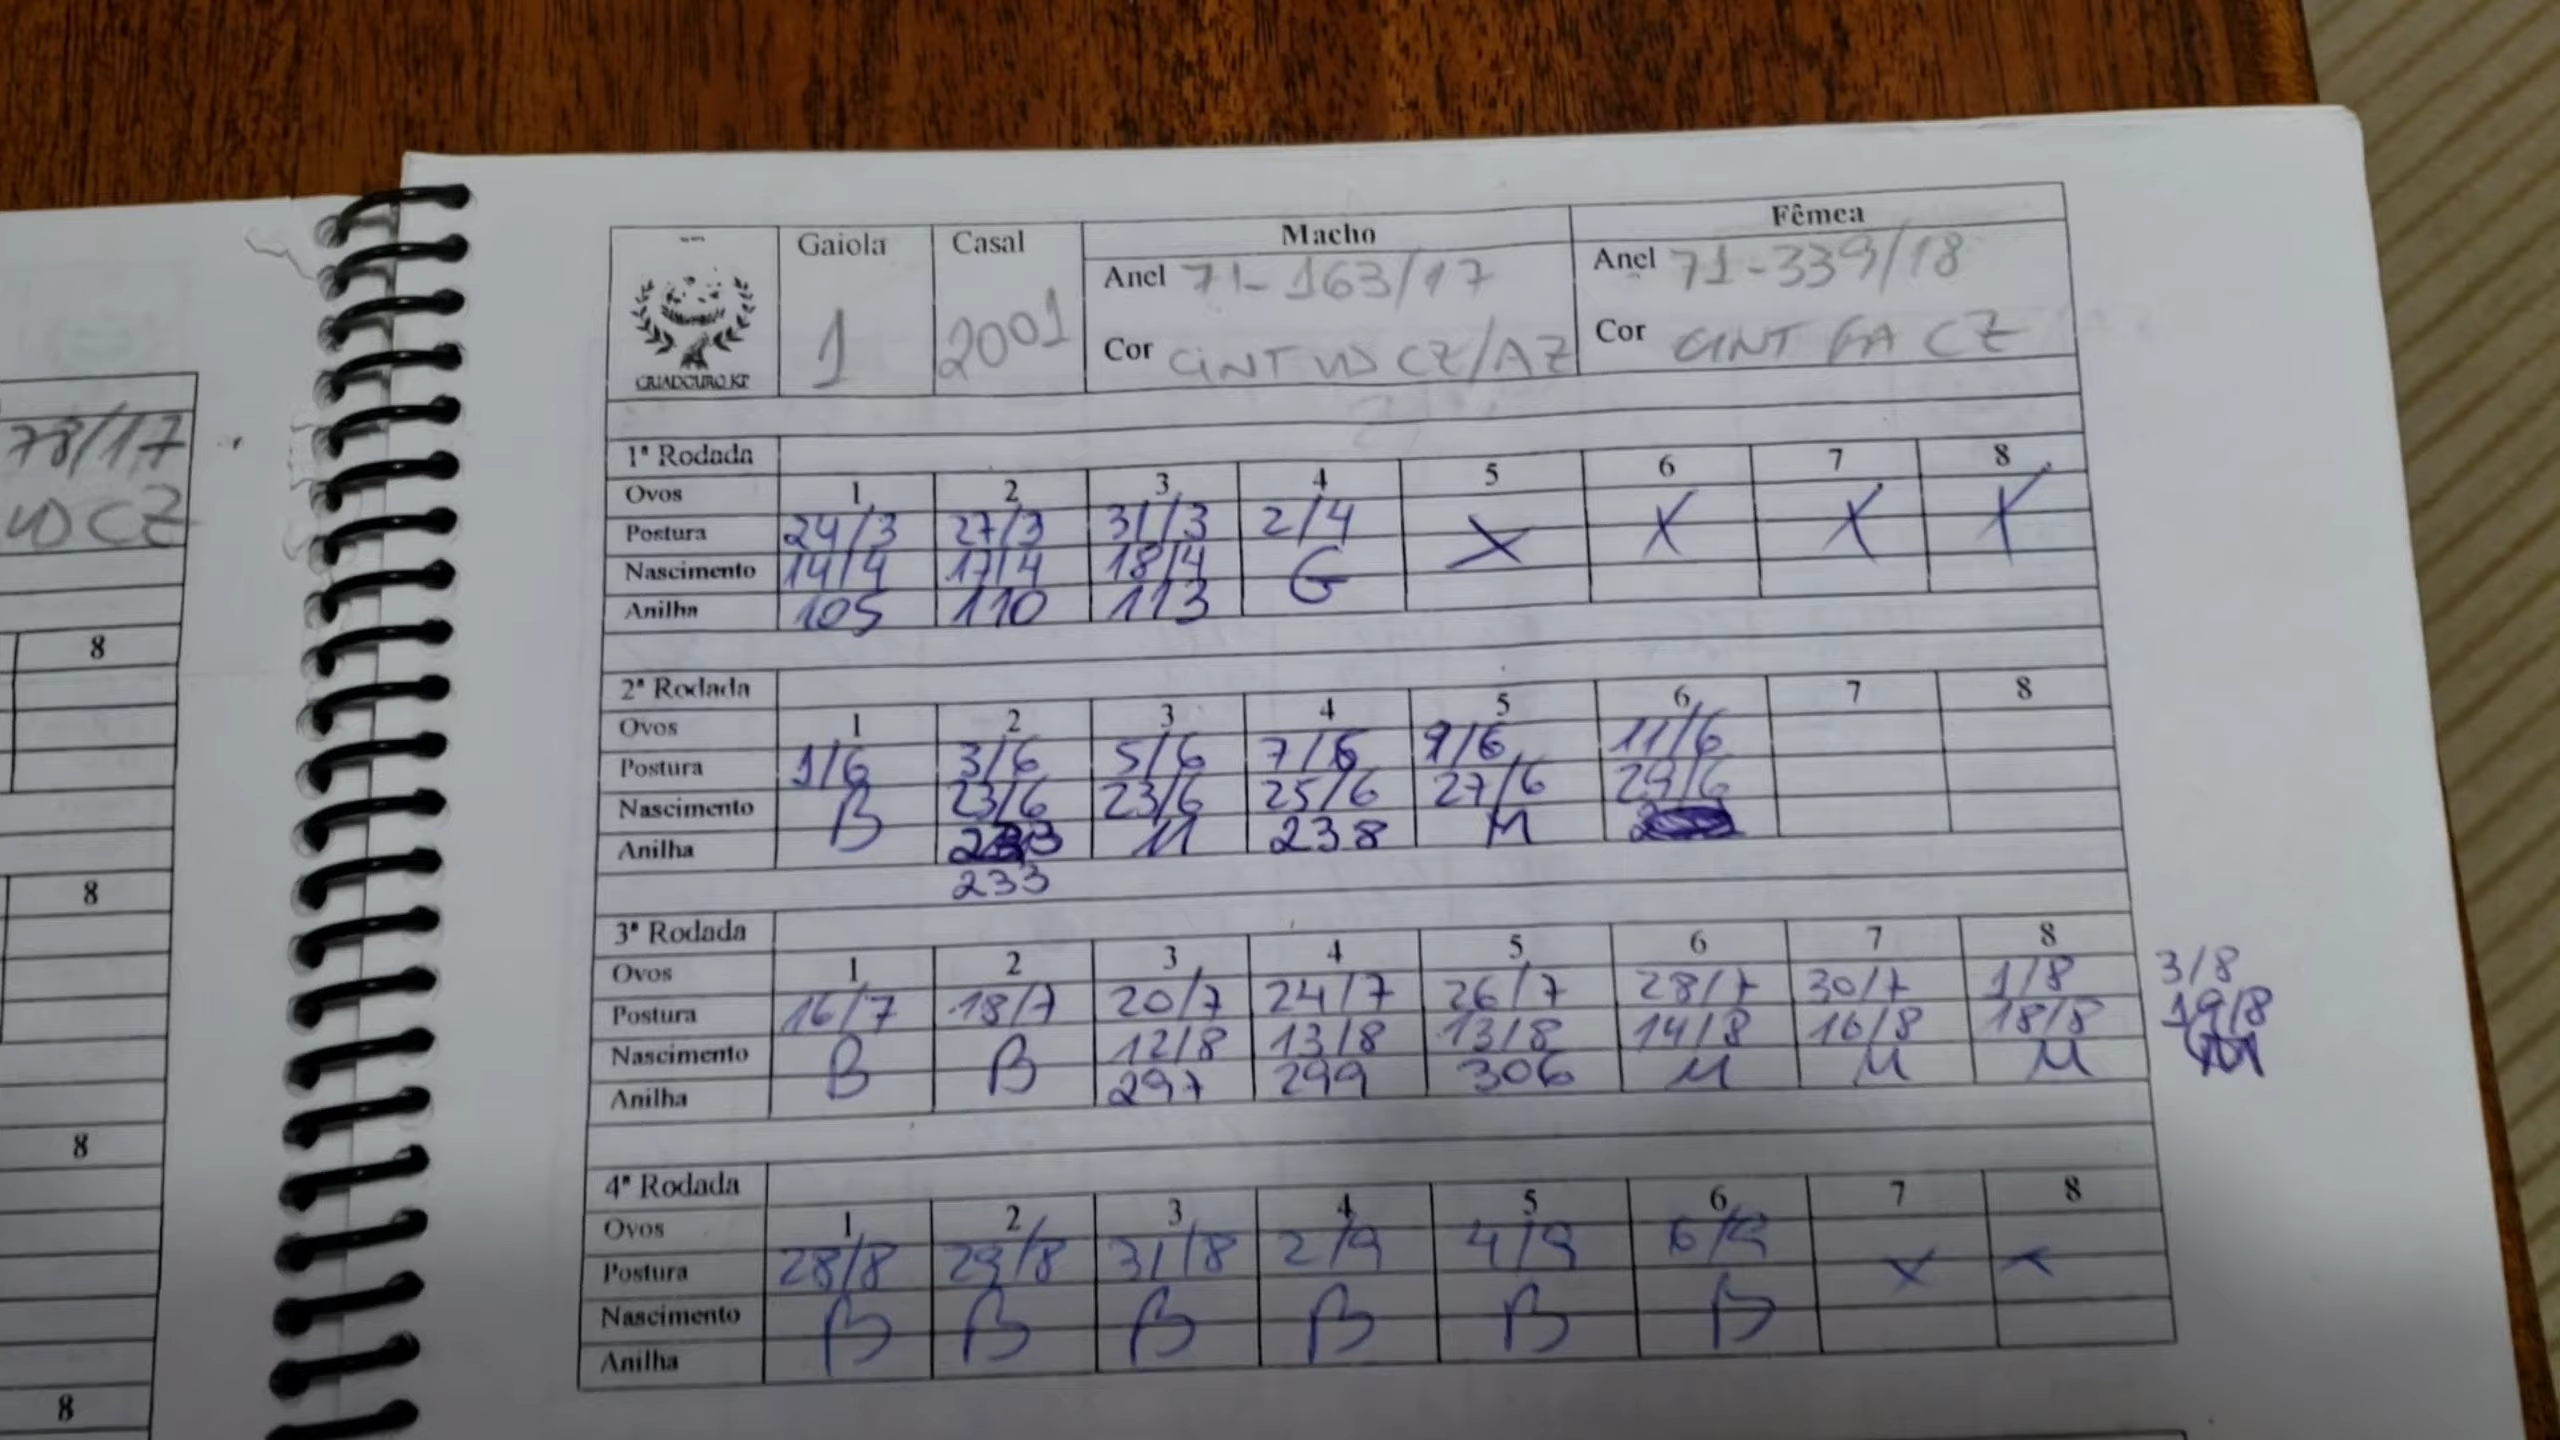 78/17
VD CZ
8
8
8
8
CRIADOURO KP
Gaiola Casal Macho Fêmea
1 2001 Anel 71-163/17 Anel 71-339/18
Cor CINT VD CZ/AZ Cor CINT FA CZ
1ª Rodada
Ovos 1 2 3 4 5 6 7 8
Postura 24/3 27/3 31/3 2/4 X X X X
Nascimento 14/4 17/4 18/4 G
Anilha 105 110 113
2ª Rodada
Ovos 1 2 3 4 5 6 7 8
Postura 1/6 3/6 5/6 7/6 9/6 11/6
Nascimento B 23/6 23/6 25/6 27/6 29/6
Anilha M 238 M
233
3ª Rodada
Ovos 1 2 3 4 5 6 7 8
Postura 16/7 18/7 20/7 24/7 26/7 28/7 30/7 1/8 3/8
Nascimento B B 12/8 13/8 13/8 14/8 16/8 18/8 19/8
Anilha 297 299 306 M M M M
4ª Rodada
Ovos 1 2 3 4 5 6 7 8
Postura 28/8 29/8 31/8 2/9 4/9 6/9 X X
Nascimento B B B B B B
Anilha